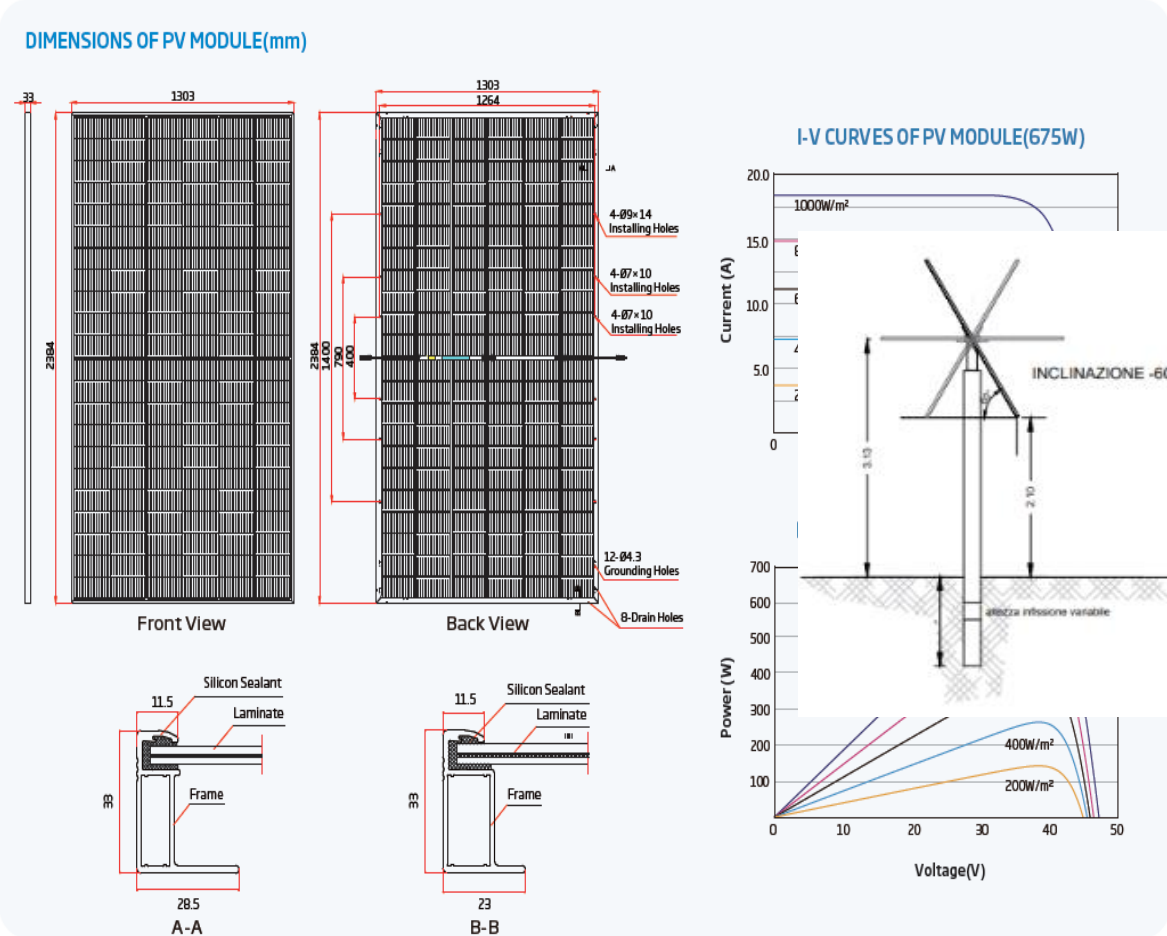 DIMENSIONS OF PV MODULE(mm)
33
1303
2384
Front View
1303
1264
2384
1400
790
400
4-Ø9×14
Installing Holes
4-Ø7×10
Installing Holes
4-Ø7×10
Installing Holes
12-Ø4.3
Grounding Holes
8-Drain Holes
Back View
11.5
Silicon Sealant
Laminate
33
Frame
28.5
A-A
11.5
Silicon Sealant
Laminate
33
Frame
23
B-B
I-V CURVES OF PV MODULE(675W)
20.0
15.0
10.0
5.0
0
Current (A)
1000W/m²
INCLINAZIONE -60
3.13
2.10
altezza infissione variabile
700
600
500
400
300
200
100
0
10
20
30
40
50
Power (W)
400W/m²
200W/m²
Voltage(V)